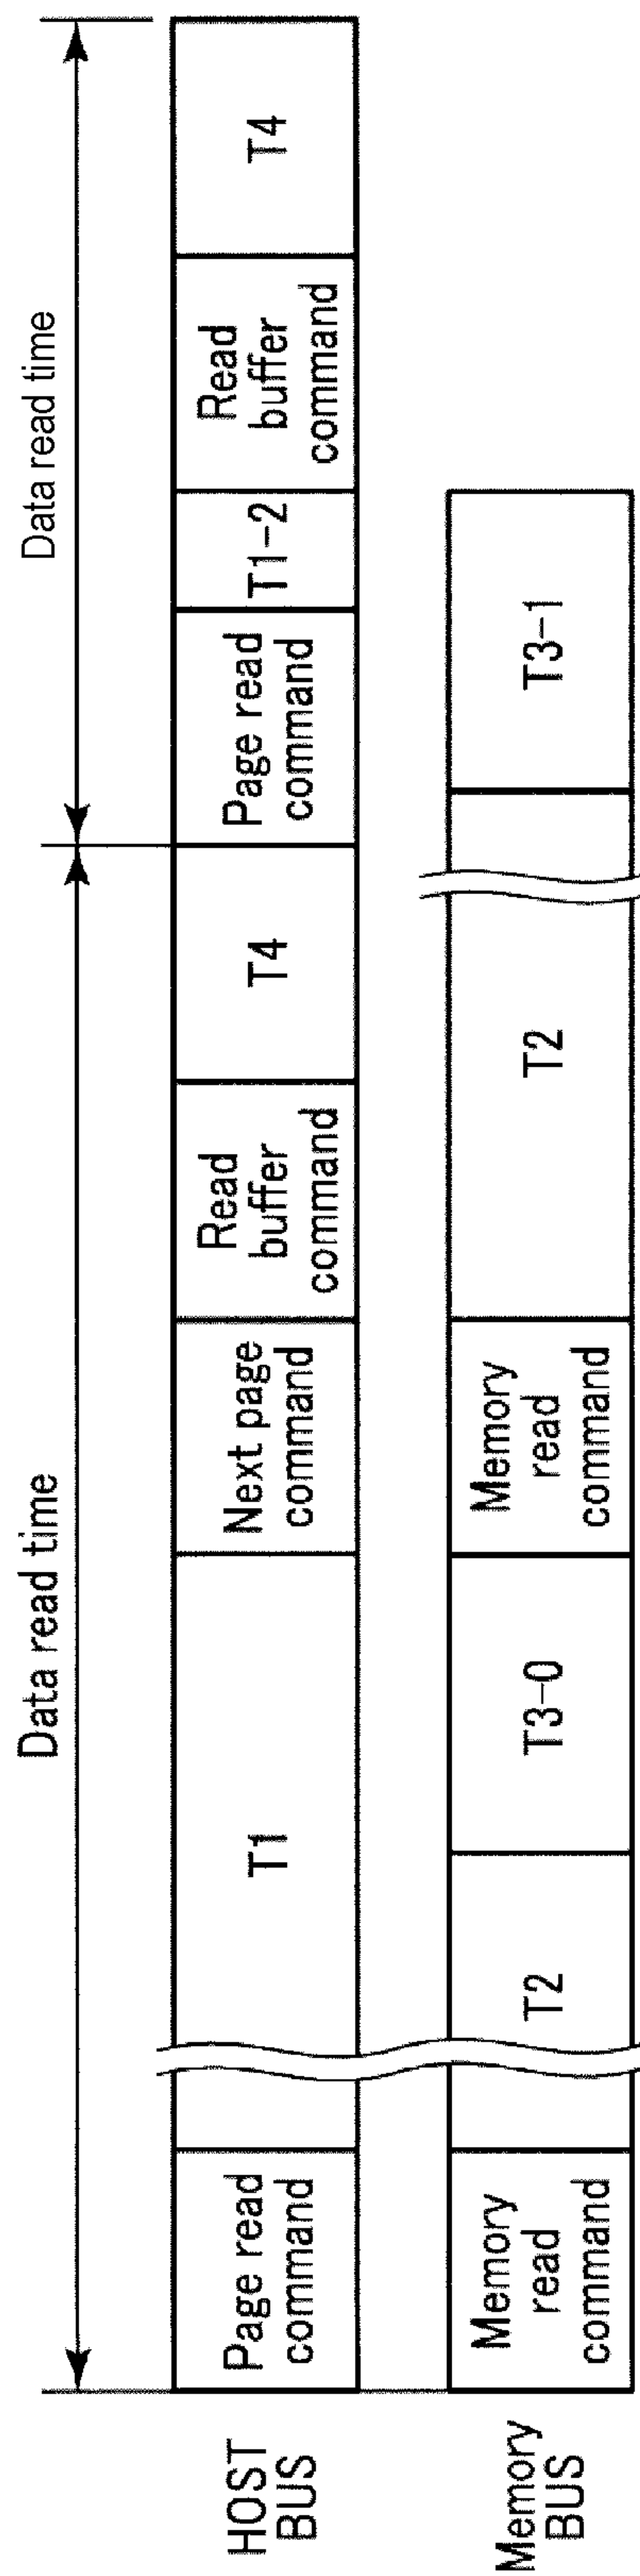 Data read time
Data read time
HOST
BUS
Page read
command
T1
Next page
command
Read
buffer
command
T4
Page read
command
T1-2
Read
buffer
command
T4
Memory
BUS
Memory
read
command
T2
T3-0
Memory
read
command
T2
T3-1